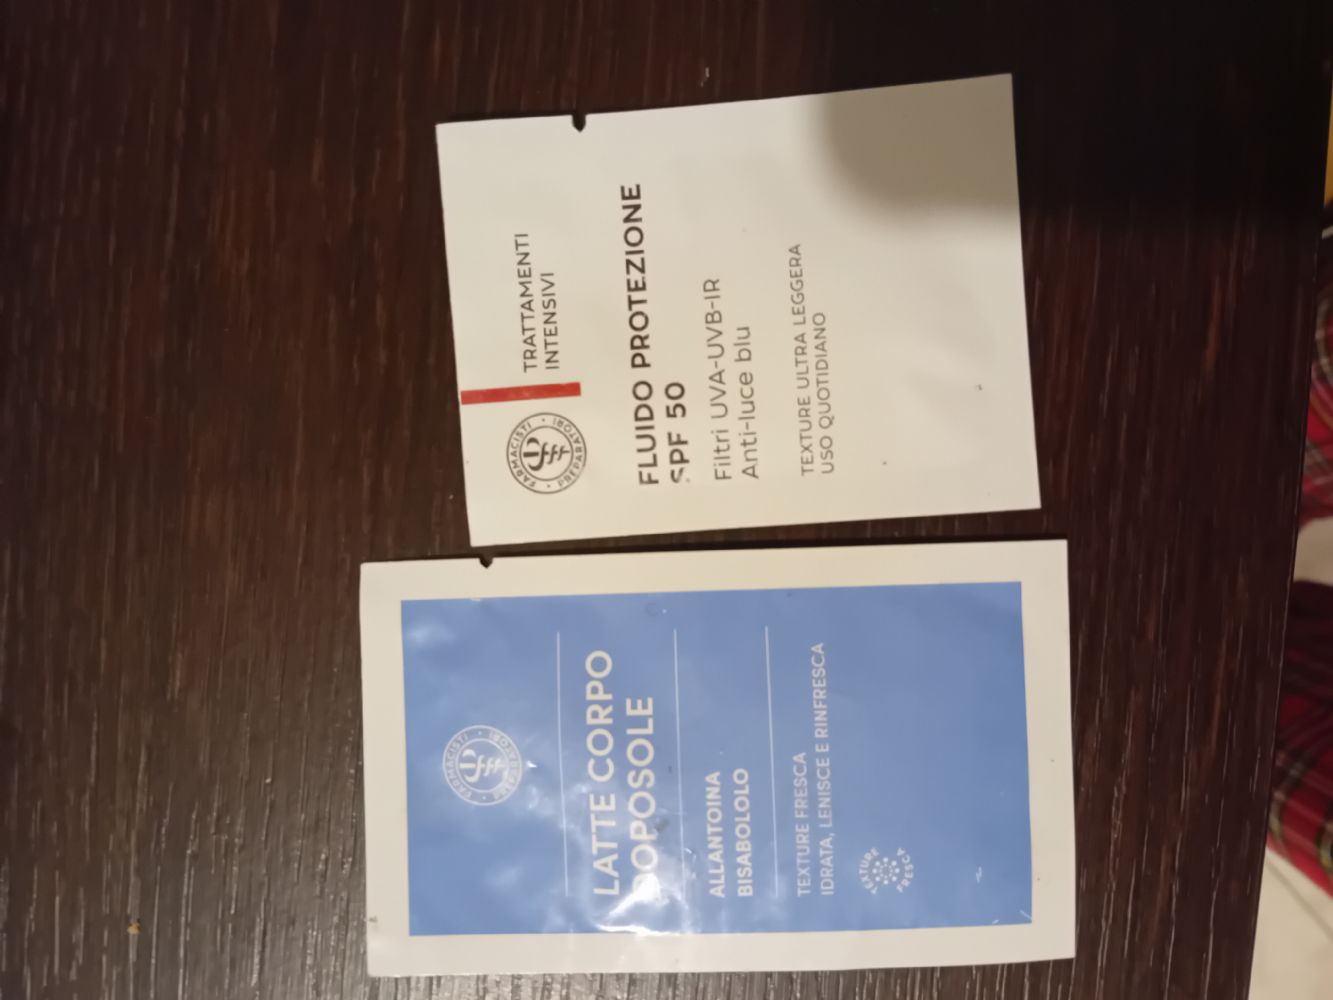 FARMACISTI PREPARATORI
TRATTAMENTI
INTENSIVI
FLUIDO PROTEZIONE
SPF 50
Filtri UVA-UVB-IR
Anti-luce blu
TEXTURE ULTRA LEGGERA
USO QUOTIDIANO
FARMACISTI PREPARATORI
LATTE CORPO
DOPOSOLE
ALLANTOINA
BISABOLOLO
TEXTURE FRESCA
IDRATA, LENISCE E RINFRESCA
TEXTURE